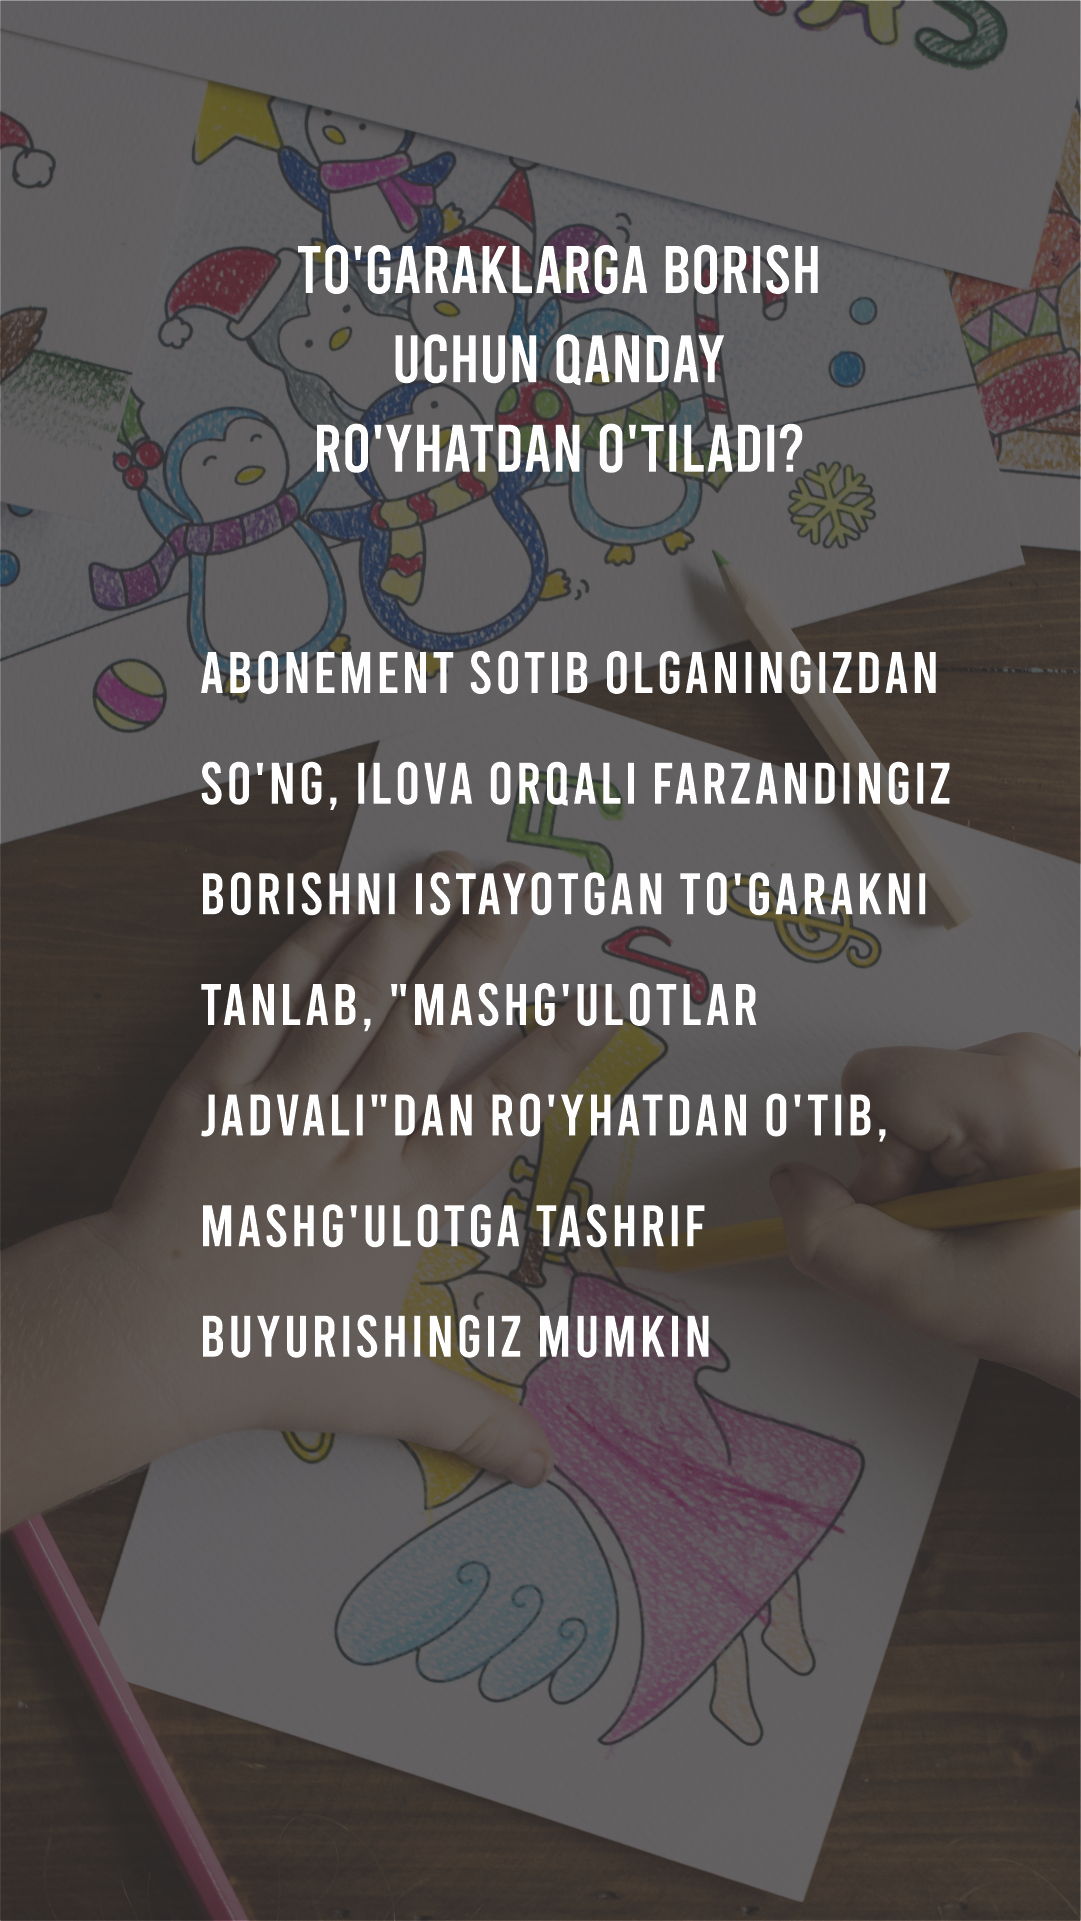 TO'GARAKLARGA BORISH
UCHUN QANDAY
RO'YHATDAN O'TILADI?
ABONEMENT SOTIB OLGANINGIZDAN
SO'NG, ILOVA ORQALI FARZANDINGIZ
BORISHNI ISTAYOTGAN TO'GARAKNI
TANLAB, "MASHG'ULOTLAR
JADVALI"DAN RO'YHATDAN O'TIB,
MASHG'ULOTGA TASHRIF
BUYURISHINGIZ MUMKIN